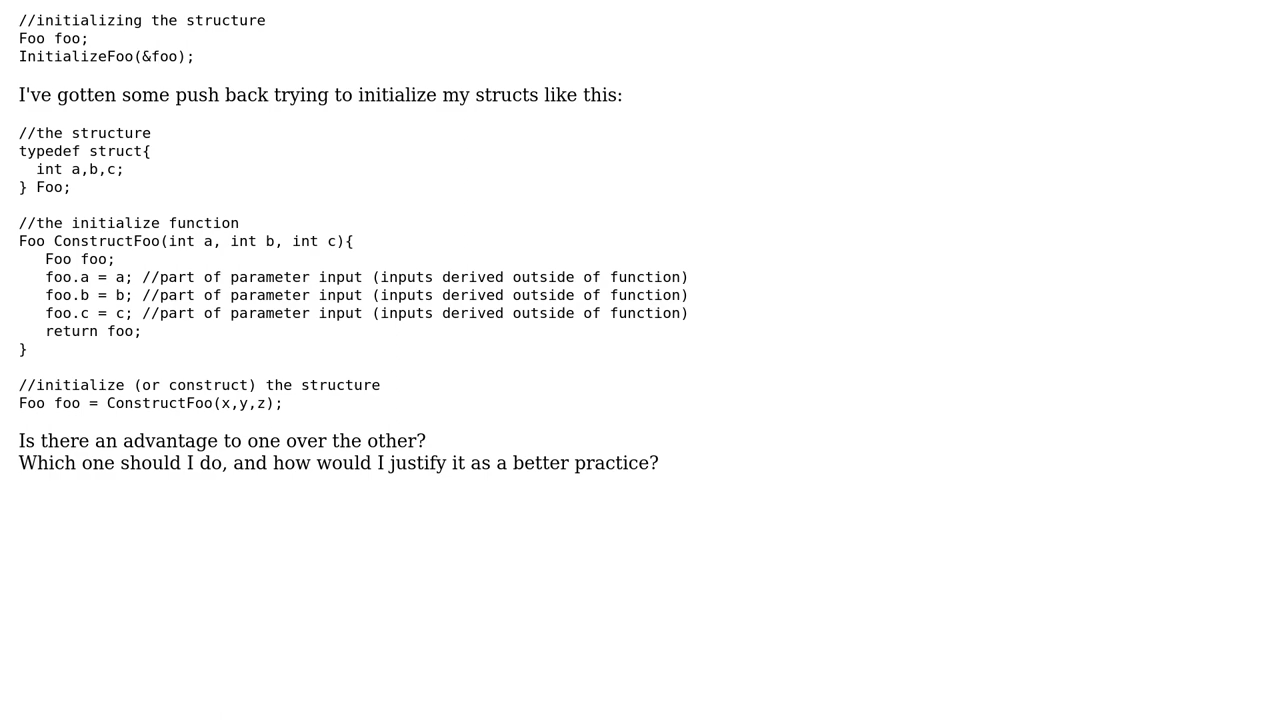 //initializing the structure
Foo foo;
InitializeFoo(&foo);
I've gotten some push back trying to initialize my structs like this:
//the structure
typedef struct{
  int a,b,c;
} Foo;
//the initialize function
Foo ConstructFoo(int a, int b, int c){
   Foo foo;
   foo.a = a; //part of parameter input (inputs derived outside of function)
   foo.b = b; //part of parameter input (inputs derived outside of function)
   foo.c = c; //part of parameter input (inputs derived outside of function)
   return foo;
}
//initialize (or construct) the structure
Foo foo = ConstructFoo(x,y,z);
Is there an advantage to one over the other?
Which one should I do, and how would I justify it as a better practice?